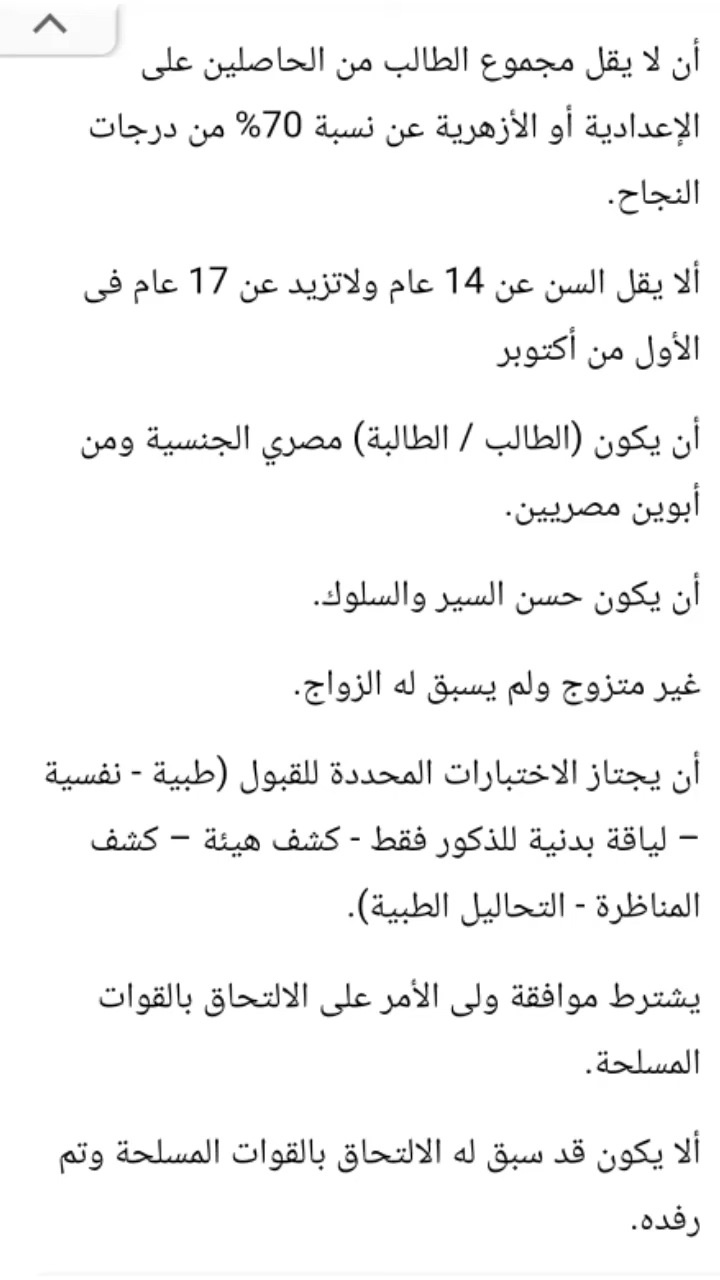 أن لا يقل مجموع الطالب من الحاصلين على
الإعدادية أو الأزهرية عن نسبة 70% من درجات
النجاح.
ألا يقل السن عن 14 عام ولاتزيد عن 17 عام فى
الأول من أكتوبر
أن يكون (الطالب / الطالبة) مصري الجنسية ومن
أبوين مصريين.
أن يكون حسن السير والسلوك.
غير متزوج ولم يسبق له الزواج.
أن يجتاز الاختبارات المحددة للقبول (طبية - نفسية
– لياقة بدنية للذكور فقط - كشف هيئة – كشف
المناظرة - التحاليل الطبية).
يشترط موافقة ولى الأمر على الالتحاق بالقوات
المسلحة.
ألا يكون قد سبق له الالتحاق بالقوات المسلحة وتم
رفده.